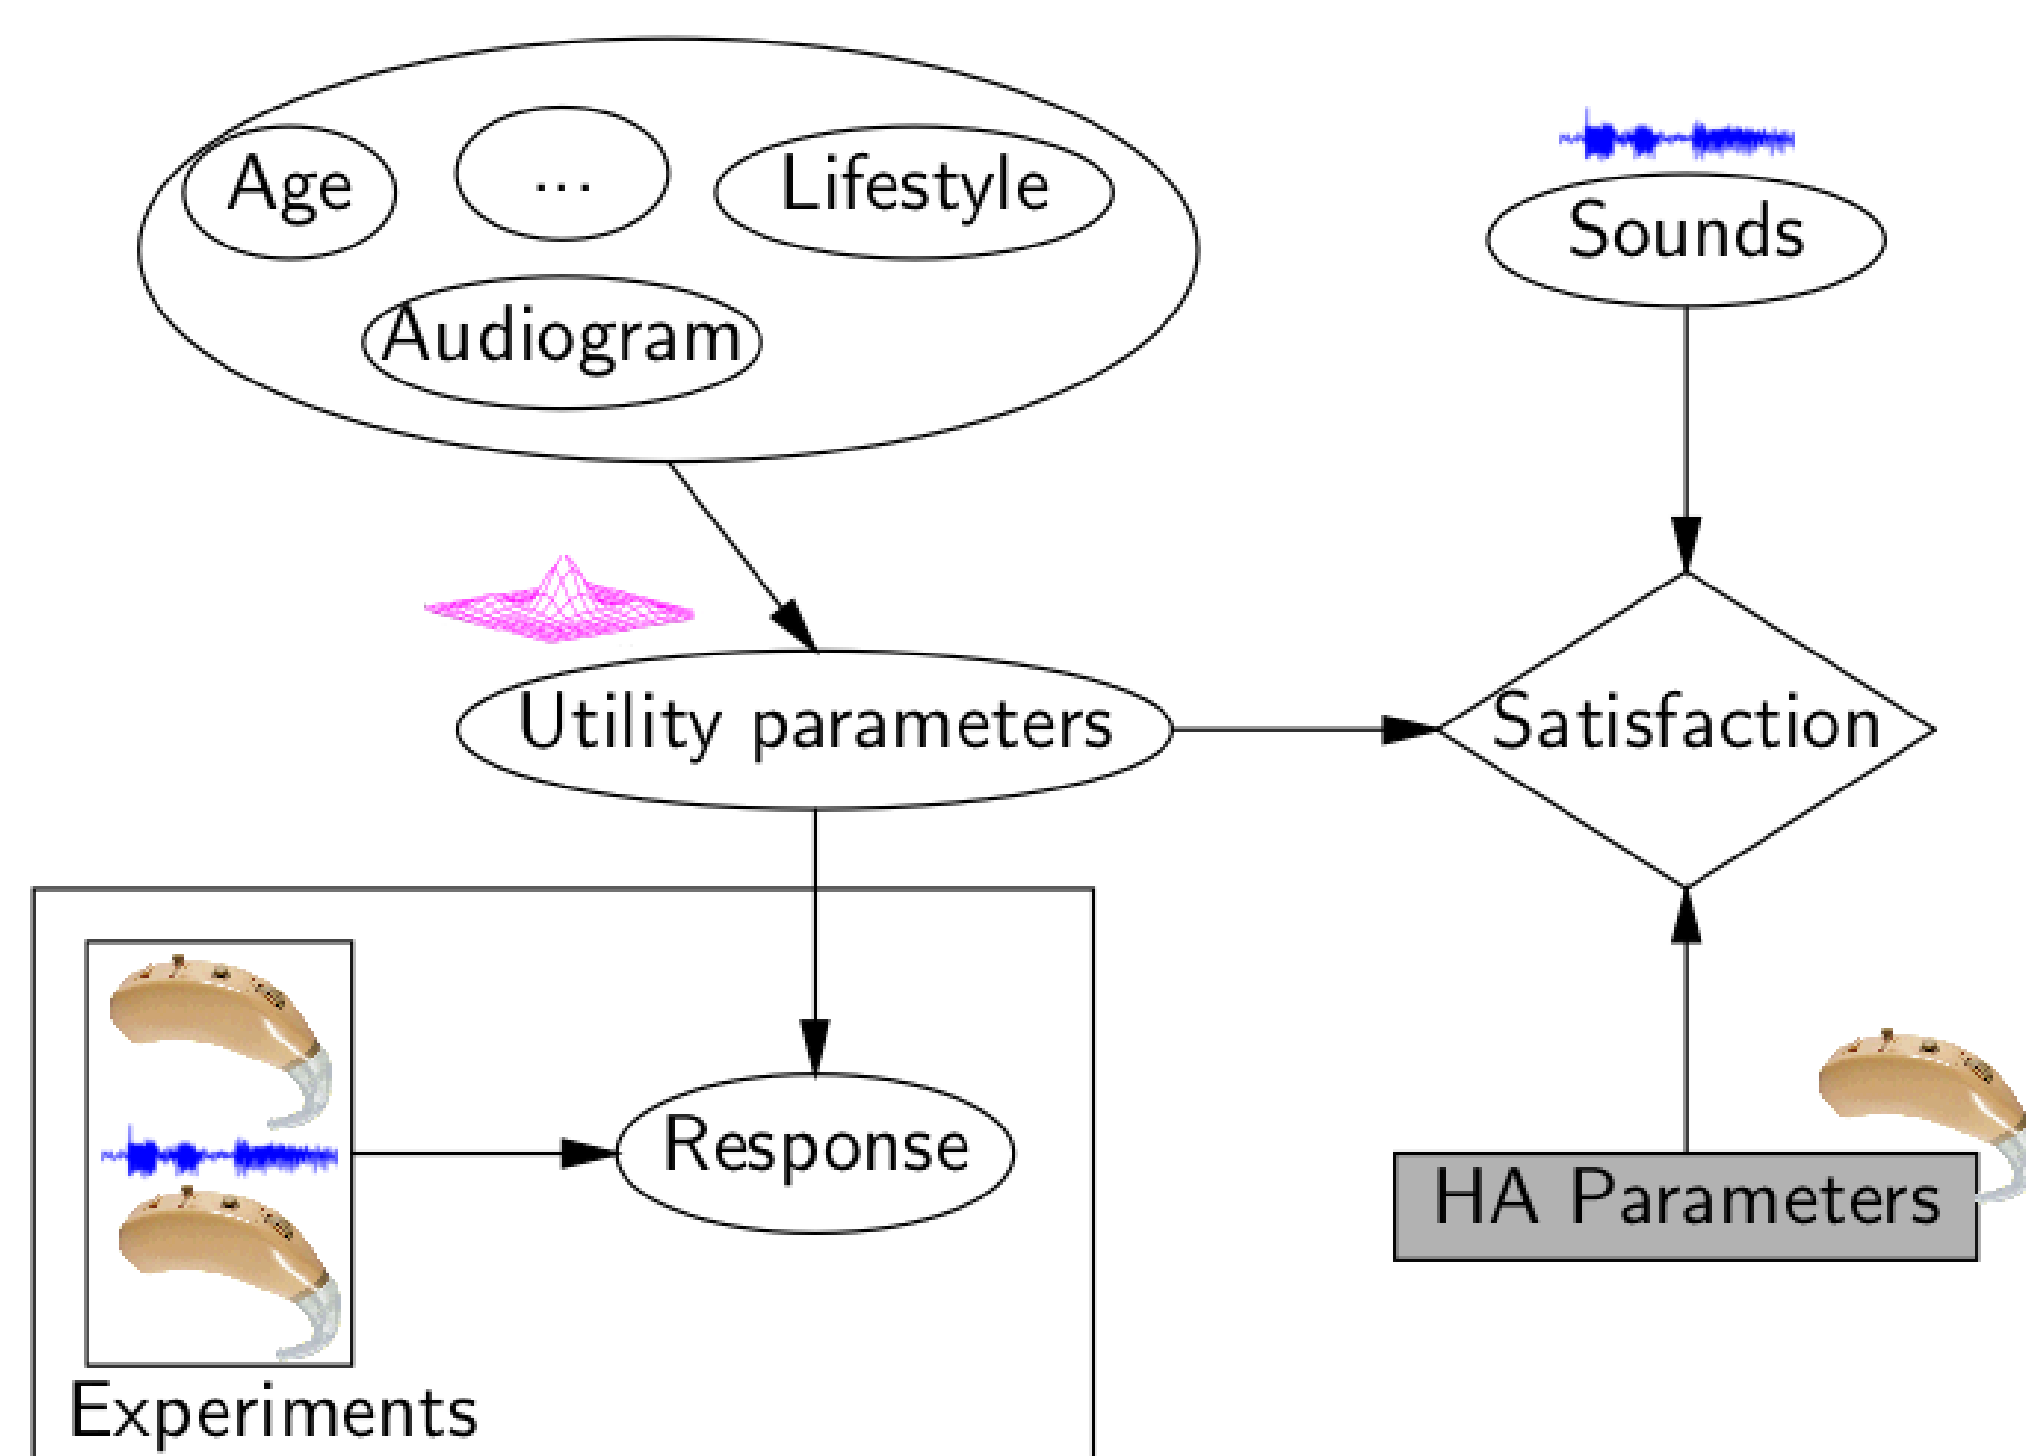 Age
...
Lifestyle
Audiogram
Sounds
Utility parameters
Satisfaction
Response
HA Parameters
Experiments